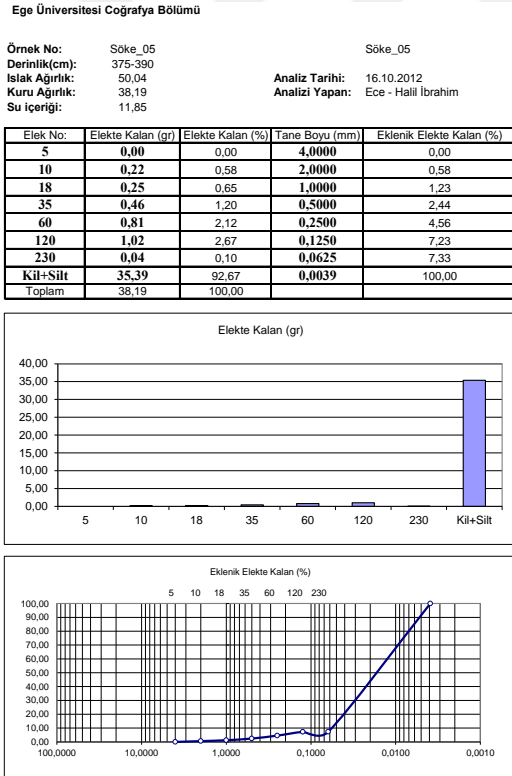 Ege Üniversitesi Coğrafya Bölümü
Örnek No: Söke_05 Söke_05
Derinlik(cm): 375-390
Islak Ağırlık: 50,04 Analiz Tarihi: 16.10.2012
Kuru Ağırlık: 38,19 Analizi Yapan: Ece - Halil İbrahim
Su içeriği: 11,85
Elek No: Elekte Kalan (gr) Elekte Kalan (%) Tane Boyu (mm) Eklenik Elekte Kalan (%)
5 0,00 0,00 4,0000 0,00
10 0,22 0,58 2,0000 0,58
18 0,25 0,65 1,0000 1,23
35 0,46 1,20 0,5000 2,44
60 0,81 2,12 0,2500 4,56
120 1,02 2,67 0,1250 7,23
230 0,04 0,10 0,0625 7,33
Kil+Silt 35,39 92,67 0,0039 100,00
Toplam 38,19 100,00
Elekte Kalan (gr)
40,00
35,00
30,00
25,00
20,00
15,00
10,00
5,00
0,00
5 10 18 35 60 120 230 Kil+Silt
Eklenik Elekte Kalan (%)
5 10 18 35 60 120 230
100,00
90,00
80,00
70,00
60,00
50,00
40,00
30,00
20,00
10,00
0,00
100,0000 10,0000 1,0000 0,1000 0,0100 0,0010